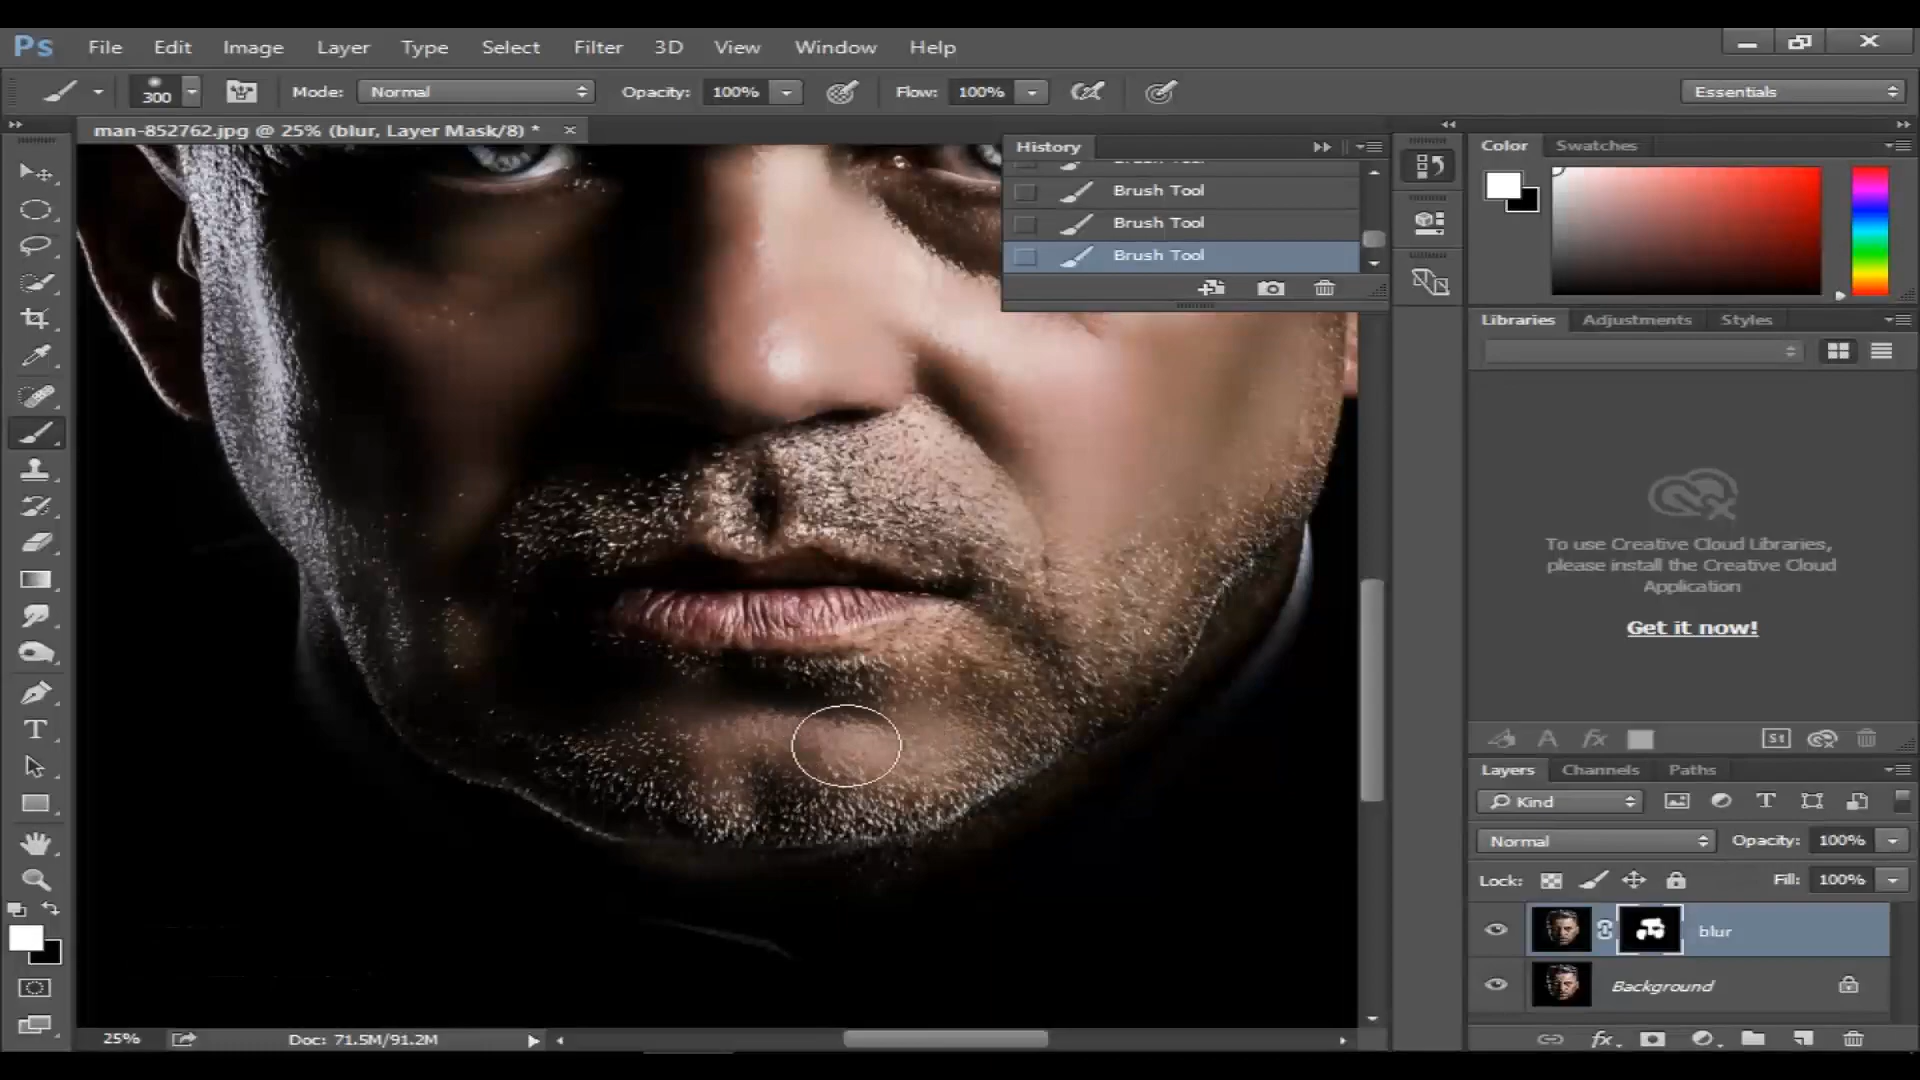 Ps File Edit Image Layer Type Select Filter 3D View Window Help
300 Mode: Normal Opacity: 100% Flow: 100% Essentials
man-852762.jpg @ 25% (blur, Layer Mask/8) *
History
Brush Tool
Brush Tool
Brush Tool
Brush Tool
Color Swatches
Libraries Adjustments Styles
To use Creative Cloud Libraries,
please install the Creative Cloud
Application
Get it now!
St
Layers Channels Paths
Kind
Normal Opacity: 100%
Lock: Fill: 100%
blur
Background
25% Doc: 71.5M/91.2M